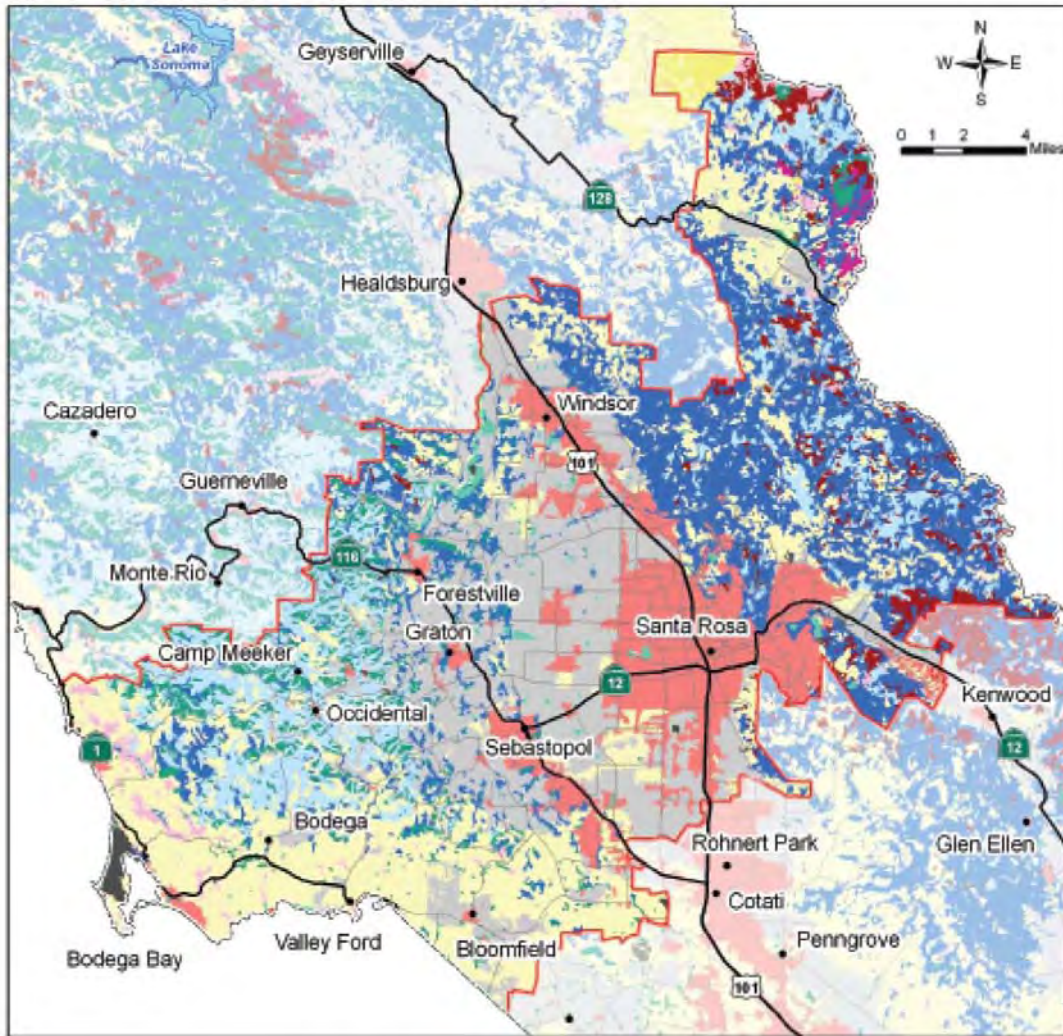 Lake
Sonoma
Geyserville
N
W E
S
0 1 2 4
Miles
128
Healdsburg
Windsor
Cazadero
101
Guerneville
116
Monte Rio
Forestville
Graton
Santa Rosa
Camp Meeker
12
Kenwood
Occidental
Sebastopol
1
12
Bodega
Rohnert Park
Glen Ellen
Cotati
Valley Ford
Bloomfield
Penngrove
Bodega Bay
101